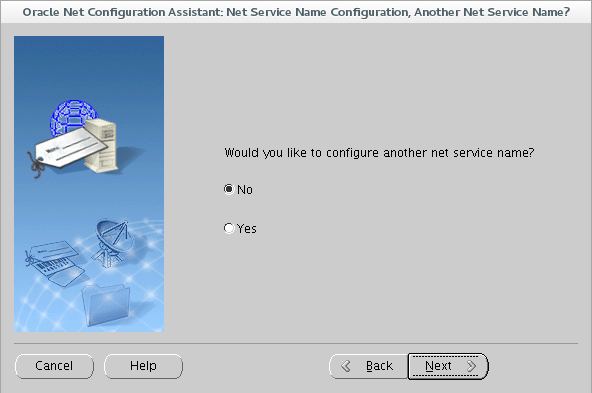 Oracle Net Configuration Assistant: Net Service Name Configuration, Another Net Service Name?
Would you like to configure another net service name?
No
Yes
Cancel
Help
Back
Next